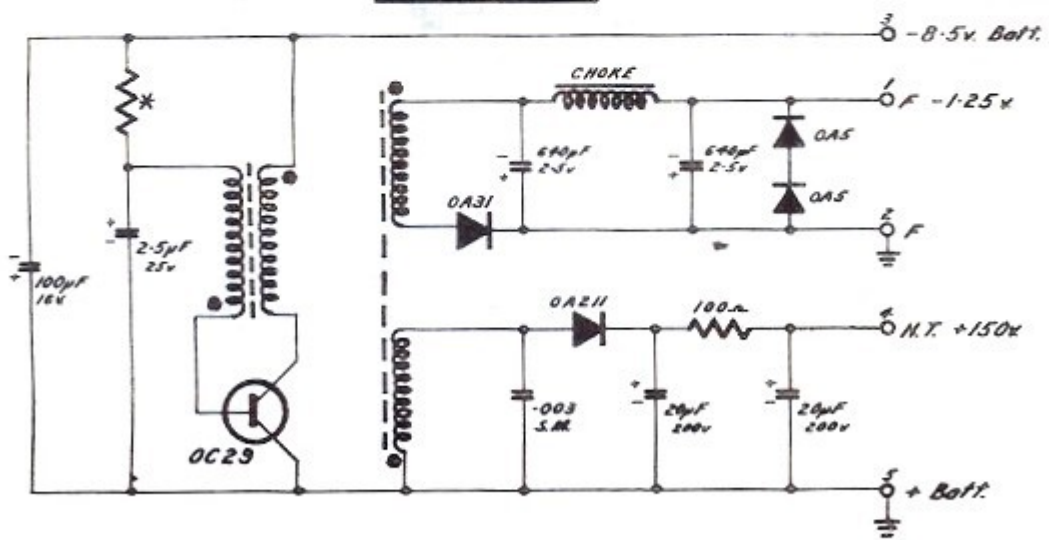 3
-8.5v. Batt.
CHOKE
1
F -1.25v
*
-
+
640µF
2.5v
-
+
640µF
2.5v
OA5
OA5
OA31
2
F
+
-
2.5µF
25v
-
+
100µF
16v
OA211
100Ω
4
H.T. +150v.
.003
S.M.
+
-
20µF
200v
+
-
20µF
200v
OC29
5
+ Batt.